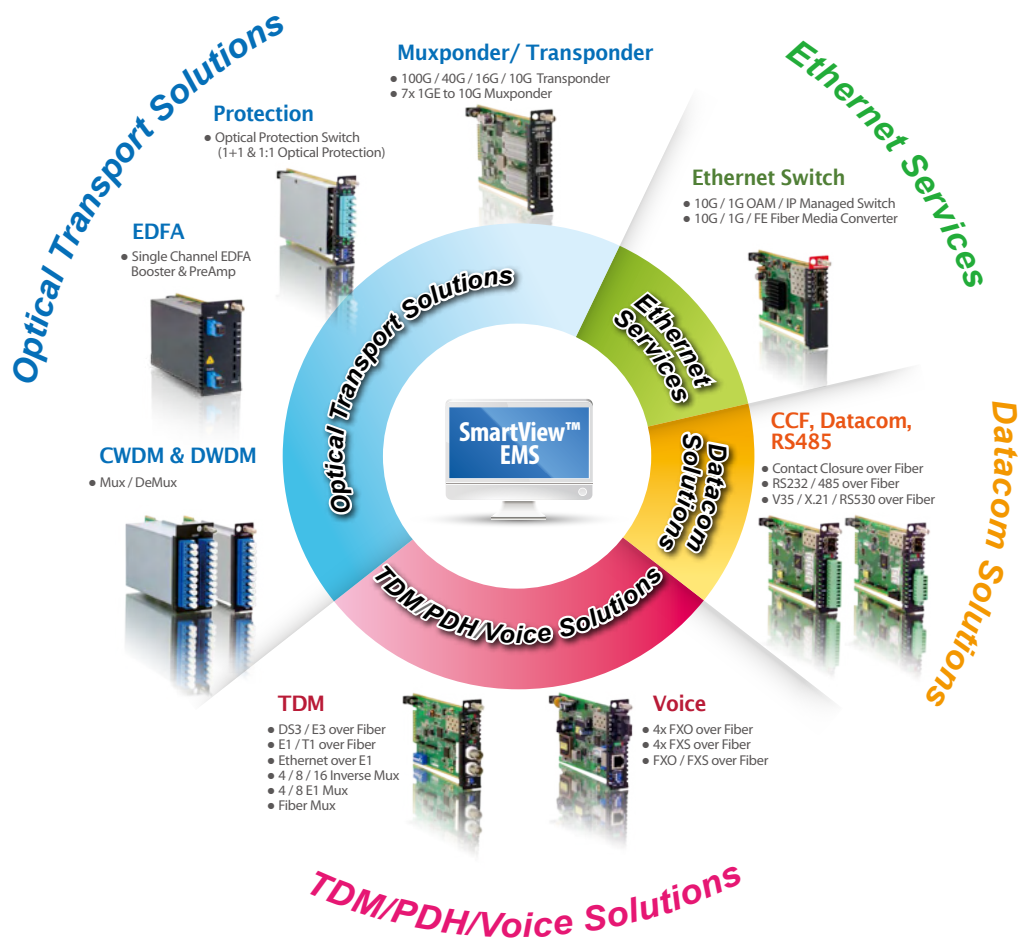 Optical Transport Solutions
Muxponder/ Transponder
● 100G / 40G / 16G / 10G Transponder
● 7x 1GE to 10G Muxponder
Protection
● Optical Protection Switch
(1+1 & 1:1 Optical Protection)
EDFA
● Single Channel EDFA
Booster & PreAmp
CWDM & DWDM
● Mux / DeMux
Ethernet Services
Ethernet Switch
● 10G / 1G OAM / IP Managed Switch
● 10G / 1G / FE Fiber Media Converter
Optical Transport Solutions
Ethernet
Services
Datacom
Solutions
TDM/PDH/Voice Solutions
SmartView™
EMS
Datacom Solutions
CCF, Datacom,
RS485
● Contact Closure over Fiber
● RS232 / 485 over Fiber
● V35 / X.21 / RS530 over Fiber
TDM
● DS3 / E3 over Fiber
● E1 / T1 over Fiber
● Ethernet over E1
● 4 / 8 / 16 Inverse Mux
● 4 / 8 E1 Mux
● Fiber Mux
Voice
● 4x FXO over Fiber
● 4x FXS over Fiber
● FXO / FXS over Fiber
TDM/PDH/Voice Solutions